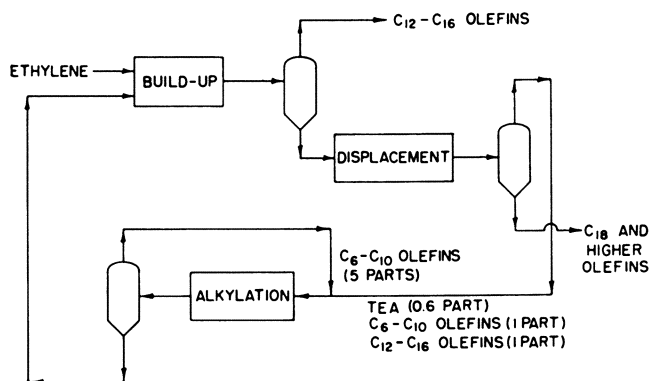 C₁₂-C₁₆ OLEFINS
ETHYLENE
BUILD-UP
DISPLACEMENT
C₁₈ AND
HIGHER
OLEFINS
C₆-C₁₀ OLEFINS
(5 PARTS)
ALKYLATION
TEA (0.6 PART)
C₆-C₁₀ OLEFINS (1 PART)
C₁₂-C₁₆ OLEFINS (1 PART)